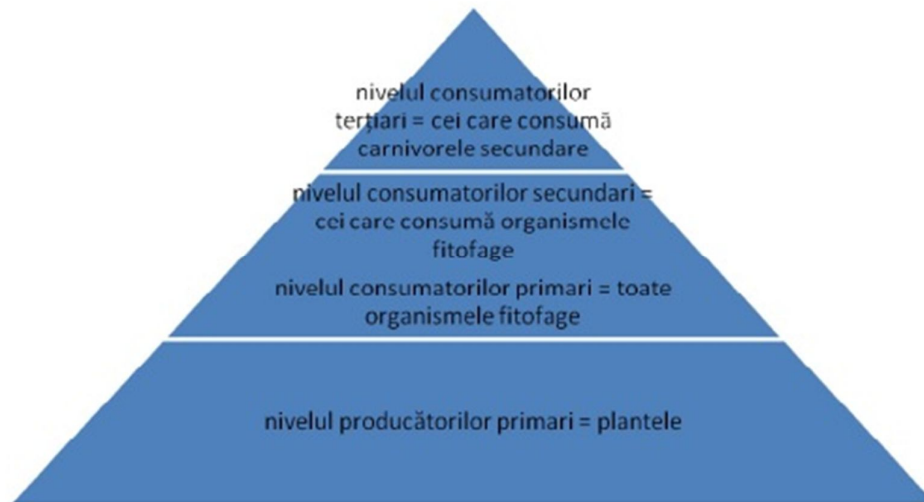 nivelul consumatorilor
terțiari = cei care consumă
carnivorele secundare
nivelul consumatorilor secundari =
cei care consumă organismele
fitofage
nivelul consumatorilor primari = toate
organismele fitofage
nivelul producătorilor primari = plantele